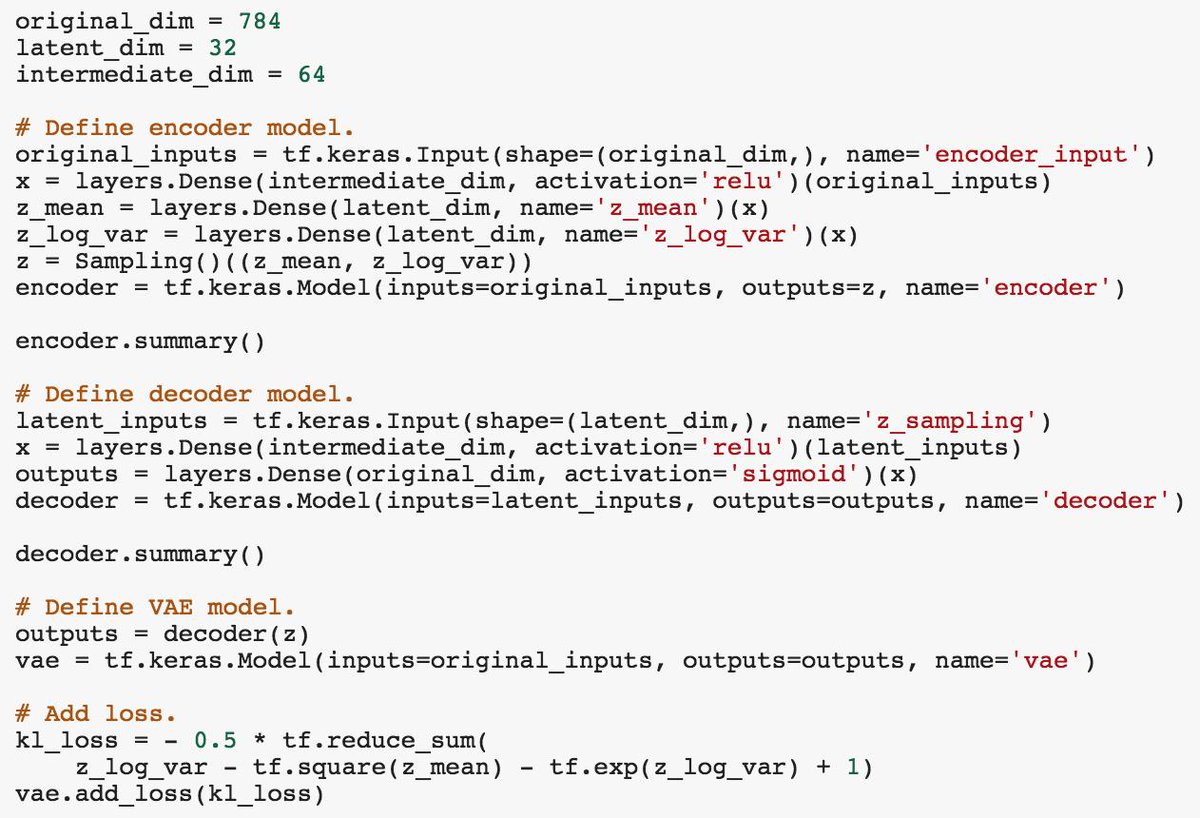 original_dim = 784
latent_dim = 32
intermediate_dim = 64
# Define encoder model.
original_inputs = tf.keras.Input(shape=(original_dim,), name='encoder_input')
x = layers.Dense(intermediate_dim, activation='relu')(original_inputs)
z_mean = layers.Dense(latent_dim, name='z_mean')(x)
z_log_var = layers.Dense(latent_dim, name='z_log_var')(x)
z = Sampling()((z_mean, z_log_var))
encoder = tf.keras.Model(inputs=original_inputs, outputs=z, name='encoder')
encoder.summary()
# Define decoder model.
latent_inputs = tf.keras.Input(shape=(latent_dim,), name='z_sampling')
x = layers.Dense(intermediate_dim, activation='relu')(latent_inputs)
outputs = layers.Dense(original_dim, activation='sigmoid')(x)
decoder = tf.keras.Model(inputs=latent_inputs, outputs=outputs, name='decoder')
decoder.summary()
# Define VAE model.
outputs = decoder(z)
vae = tf.keras.Model(inputs=original_inputs, outputs=outputs, name='vae')
# Add loss.
kl_loss = - 0.5 * tf.reduce_sum(
    z_log_var - tf.square(z_mean) - tf.exp(z_log_var) + 1)
vae.add_loss(kl_loss)